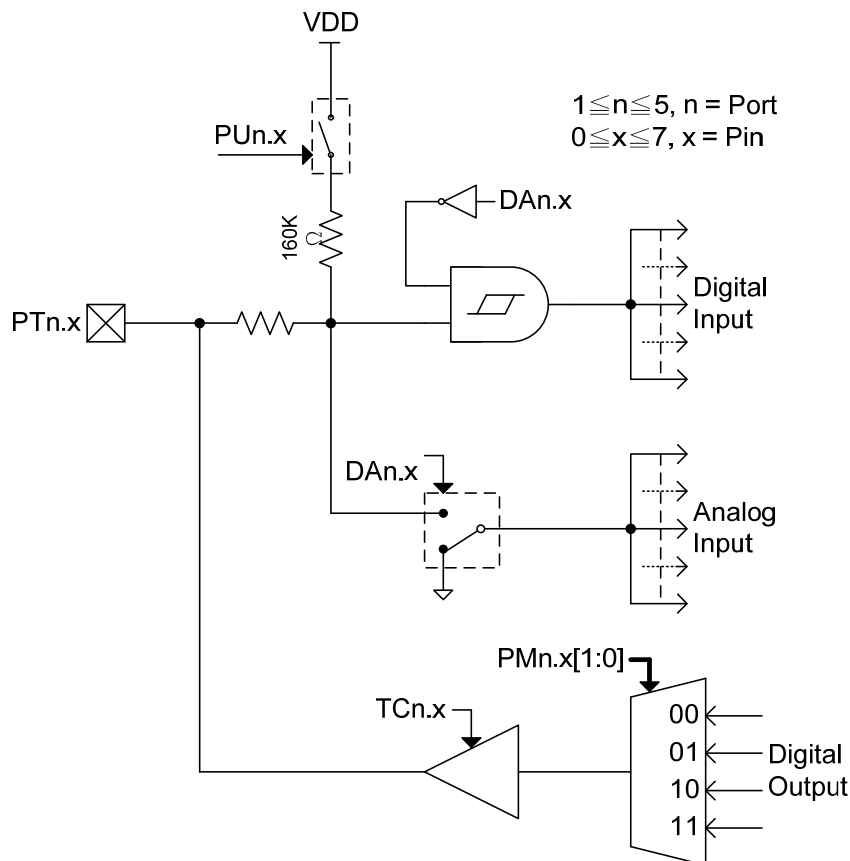 VDD
1≦n≦5, n = Port
0≦x≦7, x = Pin
PUn.x
DAn.x
160K
Ω
Digital
Input
PTn.x
DAn.x
Analog
Input
PMn.x[1:0]
TCn.x
00
01
10
11
Digital
Output